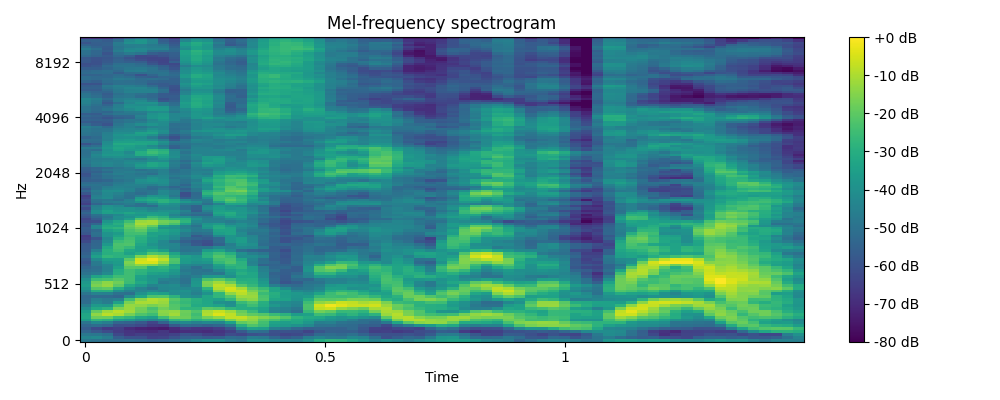 Mel-frequency spectrogram
Hz
8192
4096
2048
1024
512
0
0
0.5
1
Time
+0 dB
-10 dB
-20 dB
-30 dB
-40 dB
-50 dB
-60 dB
-70 dB
-80 dB